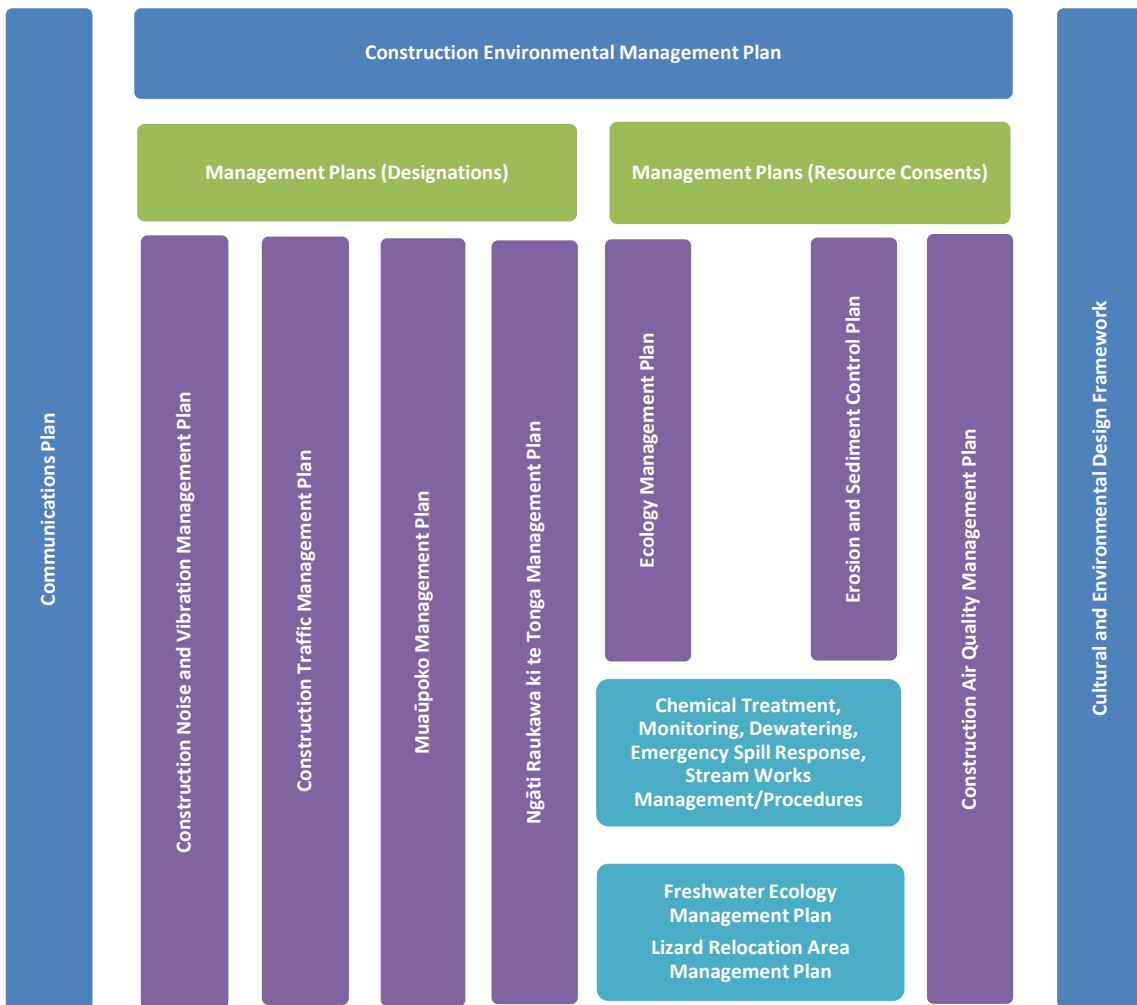 Construction Environmental Management Plan
Management Plans (Designations)
Management Plans (Resource Consents)
Communications Plan
Construction Noise and Vibration Management Plan
Construction Traffic Management Plan
Muaūpoko Management Plan
Ngāti Raukawa ki te Tonga Management Plan
Ecology Management Plan
Erosion and Sediment Control Plan
Construction Air Quality Management Plan
Cultural and Environmental Design Framework
Chemical Treatment,
Monitoring, Dewatering,
Emergency Spill Response,
Stream Works
Management/Procedures
Freshwater Ecology
Management Plan
Lizard Relocation Area
Management Plan